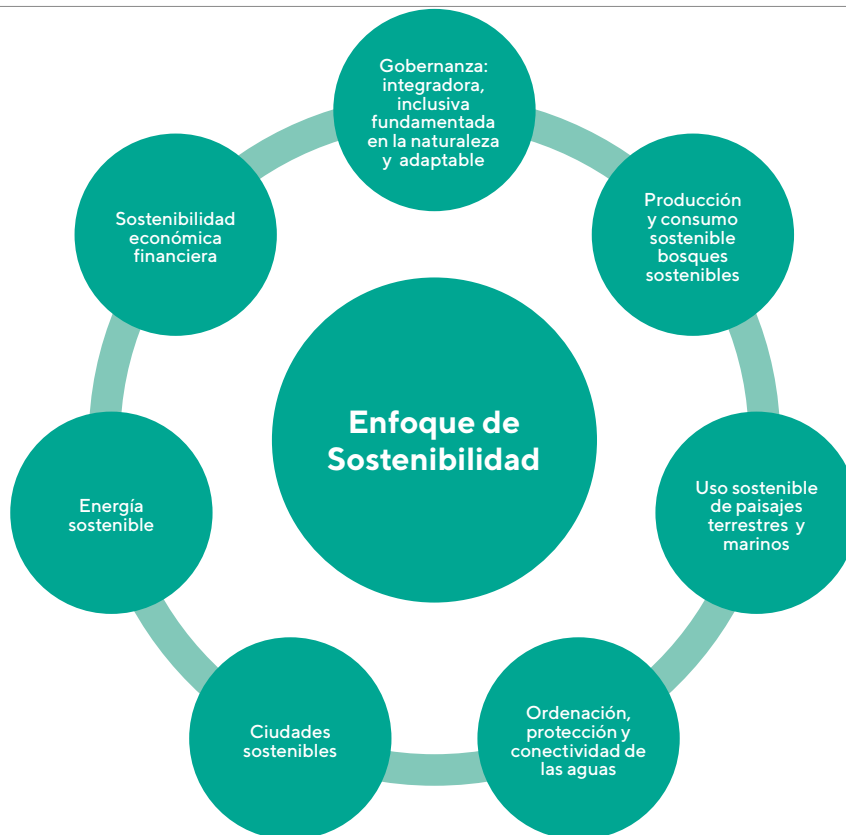 Gobernanza:
integradora,
inclusiva
fundamentada
en la naturaleza
y adaptable
Producción
y consumo
sostenible
bosques
sostenibles
Uso sostenible
de paisajes
terrestres y
marinos
Ordenación,
protección y
conectividad de
las aguas
Ciudades
sostenibles
Energía
sostenible
Sostenibilidad
económica
financiera
Enfoque de
Sostenibilidad